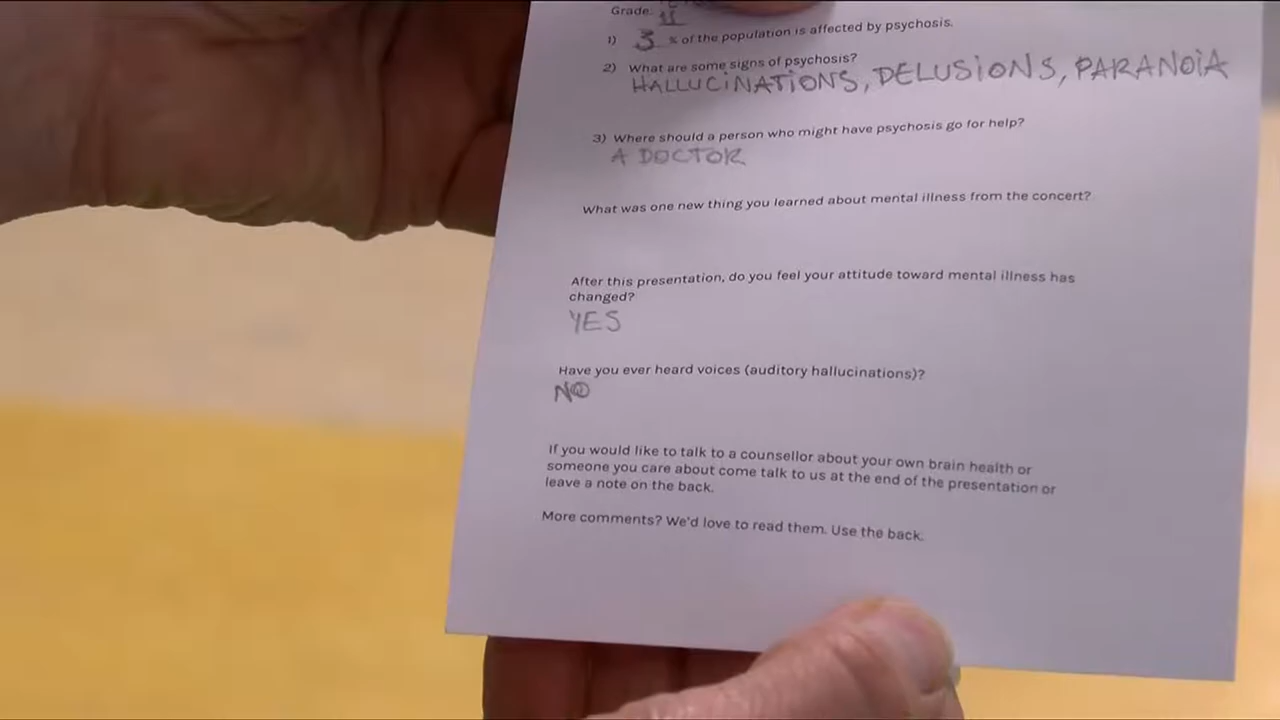 Grade: 11
1) 3 % of the population is affected by psychosis.
2) What are some signs of psychosis?
HALLUCINATIONS, DELUSIONS, PARANOIA
3) Where should a person who might have psychosis go for help?
A DOCTOR
What was one new thing you learned about mental illness from the concert?
After this presentation, do you feel your attitude toward mental illness has
changed?
YES
Have you ever heard voices (auditory hallucinations)?
NO
If you would like to talk to a counsellor about your own brain health or
someone you care about come talk to us at the end of the presentation or
leave a note on the back.
More comments? We'd love to read them. Use the back.